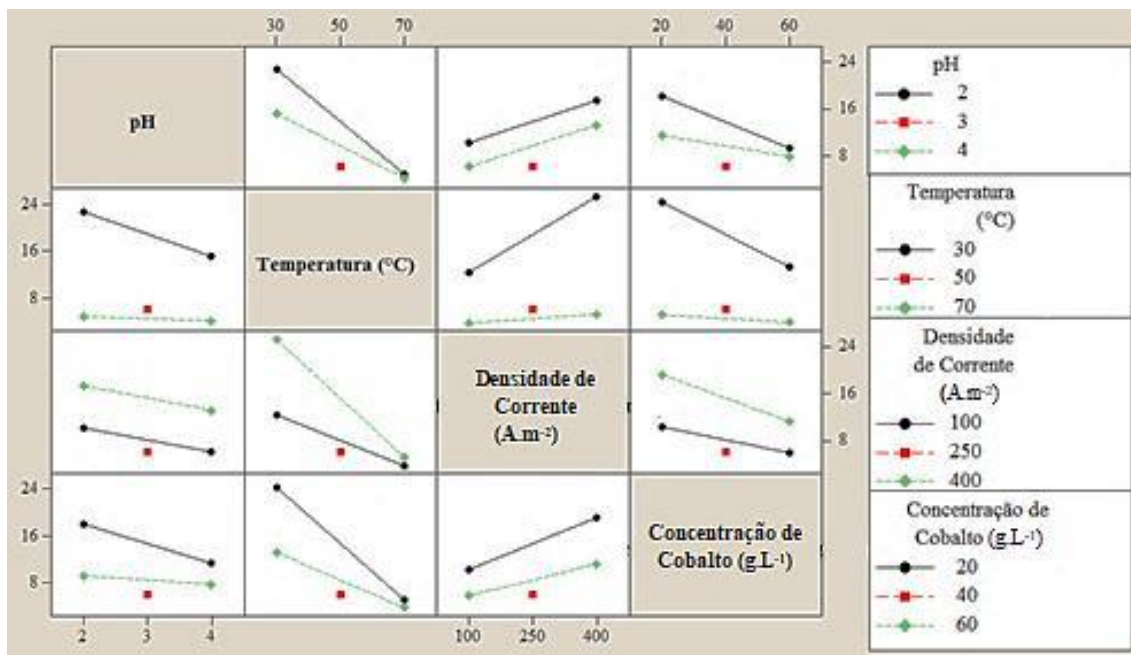 30 50 70
20 60
pH
24
16
8
pH
2
3
4
24
16
8
Temperatura (°C)
Temperatura
(°C)
30
50
70
Densidade de
Corrente
(A.m-2)
24
16
8
Densidade
de Corrente
(A.m-2)
100
250
400
24
16
8
Concentração de
Cobalto (g.L-1)
Concentração de
Cobalto (g.L-1)
20
40
60
2 3 4
100 250 400